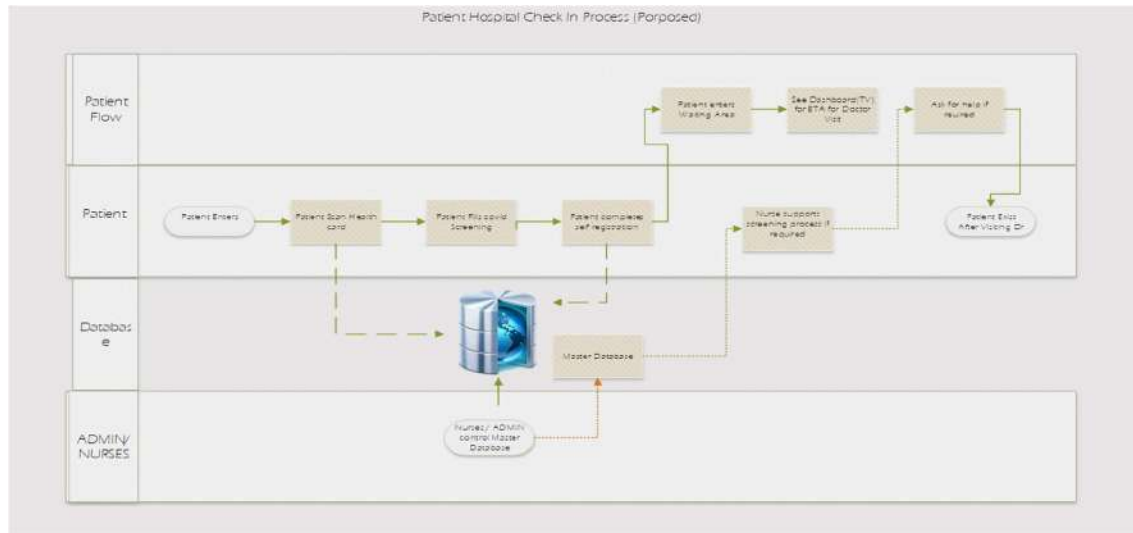 Patient Hospital Check In Process (Porposed)
Patient
Flow
Patient enters
Waiting Area
See Dashboard(TV)
for ETA for Doctor
Visit
Ask for help if
required
Patient
Patient Enters
Patient Scan Health
card
Patient Fills covid
Screening
Patient completes
self registration
Nurse supports
screening process if
required
Patient Exist
After Visiting Dr
Databas
e
Master Database
ADMIN/
NURSES
Nurses/ ADMIN
control Master
Database